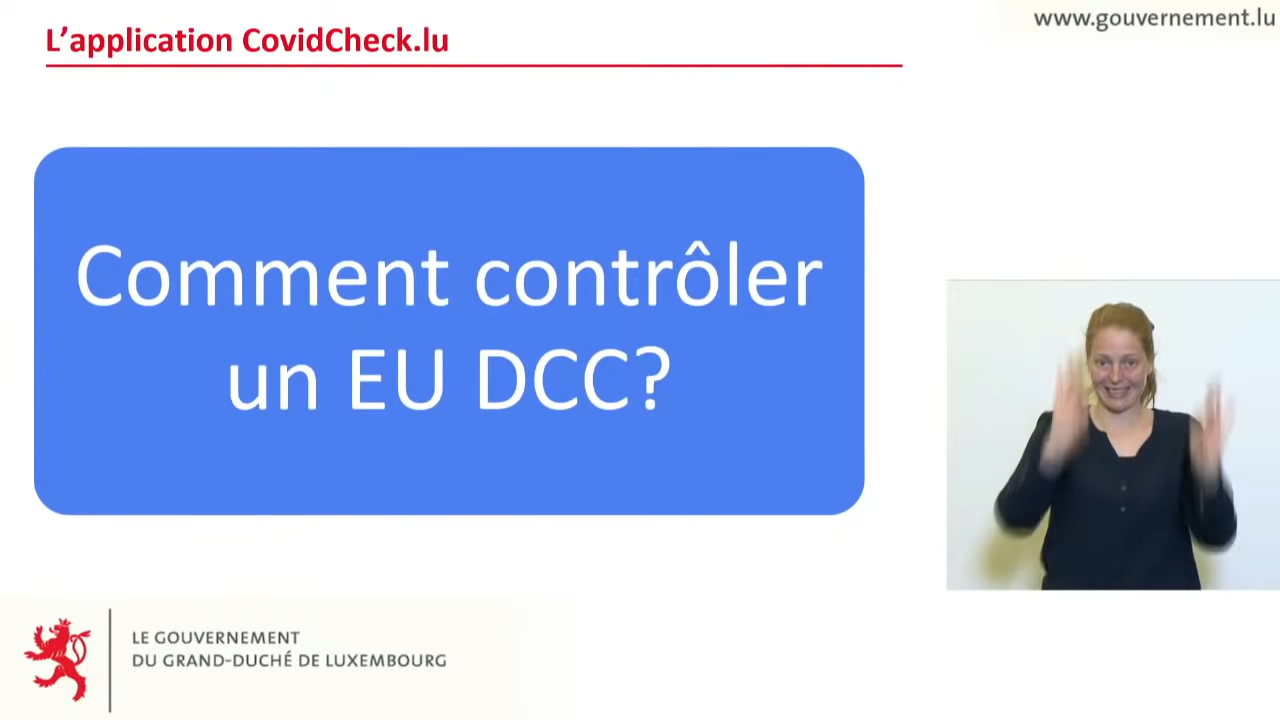 L’application CovidCheck.lu
www.gouvernement.lu
Comment contrôler
un EU DCC?
LE GOUVERNEMENT
DU GRAND-DUCHÉ DE LUXEMBOURG